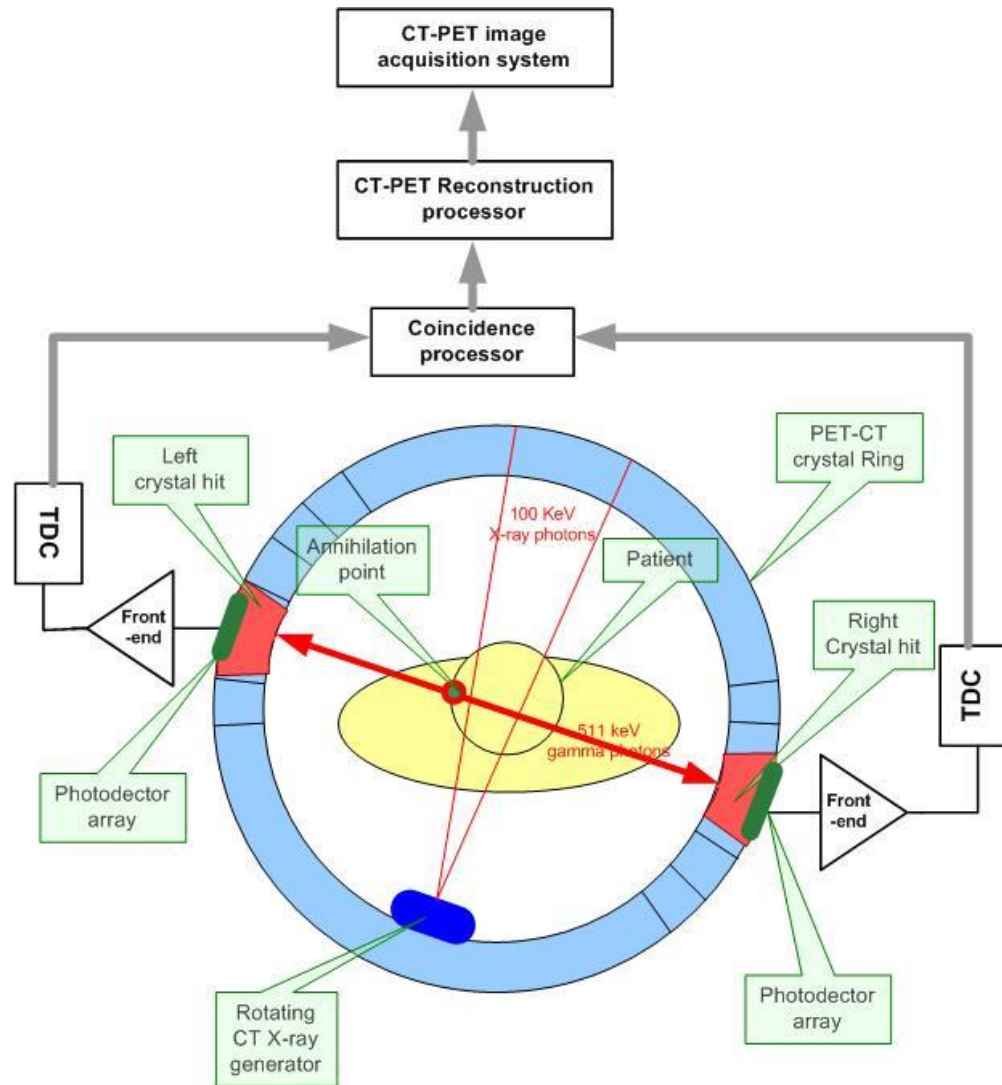 CT-PET image
acquisition system
CT-PET Reconstruction
processor
Coincidence
processor
Left
crystal hit
PET-CT
crystal Ring
TDC
100 KeV
X-ray photons
Annihilation
point
Patient
Front
-end
Right
Crystal hit
TDC
511 keV
gamma photons
Photodector
array
Front
-end
Rotating
CT X-ray
generator
Photodector
array